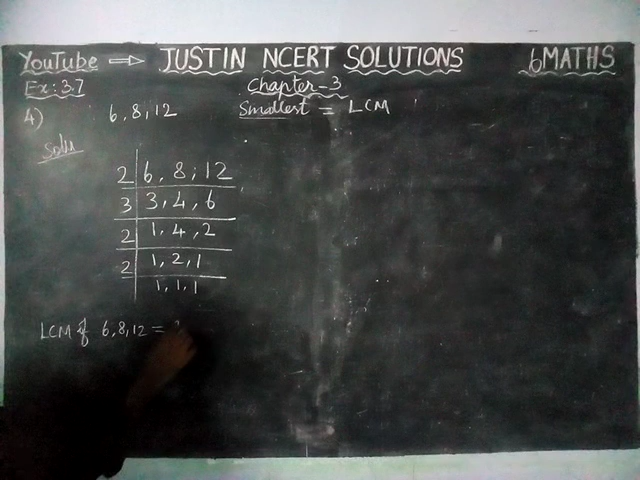 YouTube ⇒ JUSTIN NCERT SOLUTIONS 6 MATHS
Ex: 3.7 Chapter-3
4) 6, 8, 12 Smallest = LCM
Soln
2 | 6, 8, 12
3 | 3, 4, 6
2 | 1, 4, 2
2 | 1, 2, 1
1, 1, 1
LCM of 6, 8, 12 =